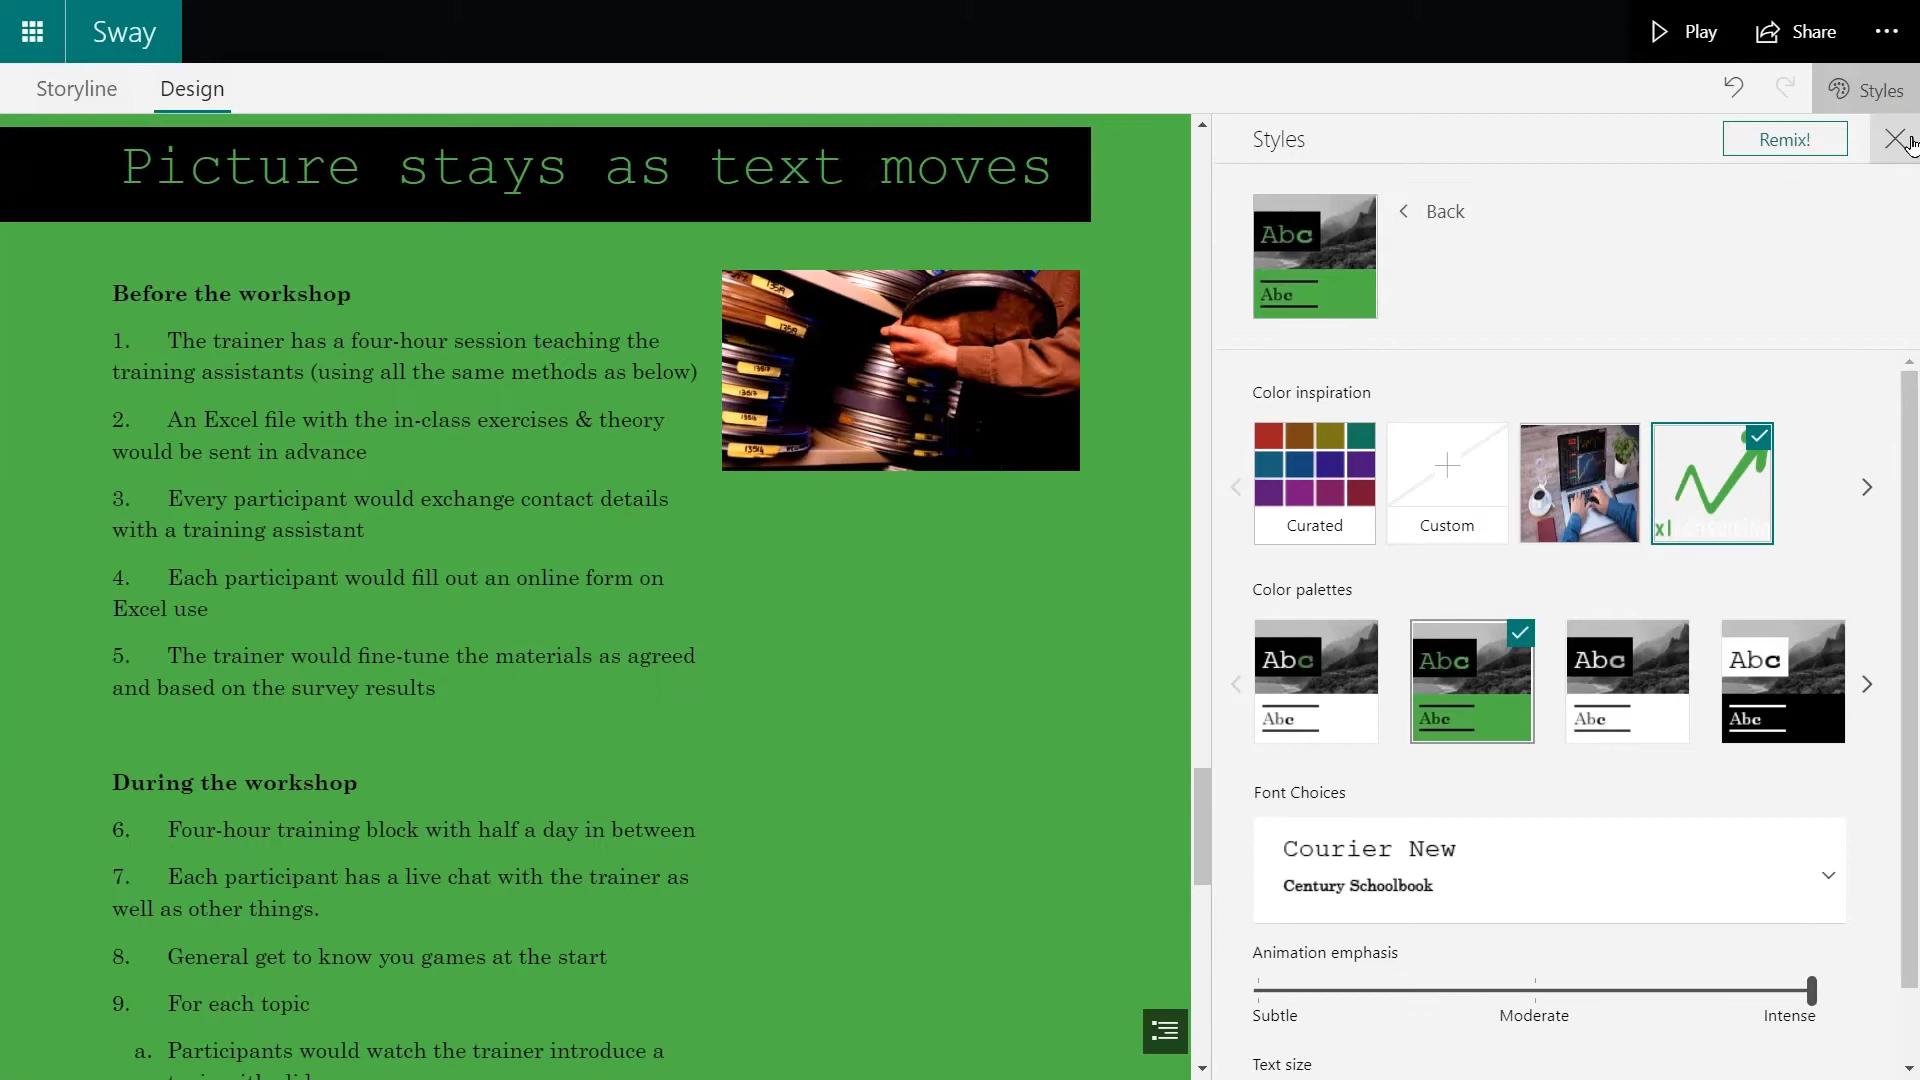 Sway
Play
Share
Storyline
Design
Styles
Picture stays as text moves
Before the workshop
1. The trainer has a four-hour session teaching the
training assistants (using all the same methods as below)
2. An Excel file with the in-class exercises & theory
would be sent in advance
3. Every participant would exchange contact details
with a training assistant
4. Each participant would fill out an online form on
Excel use
5. The trainer would fine-tune the materials as agreed
and based on the survey results
During the workshop
6. Four-hour training block with half a day in between
7. Each participant has a live chat with the trainer as
well as other things.
8. General get to know you games at the start
9. For each topic
a. Participants would watch the trainer introduce a
13517
Styles
Remix!
Abc
Abc
Back
Color inspiration
Curated
Custom
xl
Color palettes
Abc
Abc
Abc
Abc
Abc
Abc
Abc
Abc
Font Choices
Courier New
Century Schoolbook
Animation emphasis
Subtle
Moderate
Intense
Text size